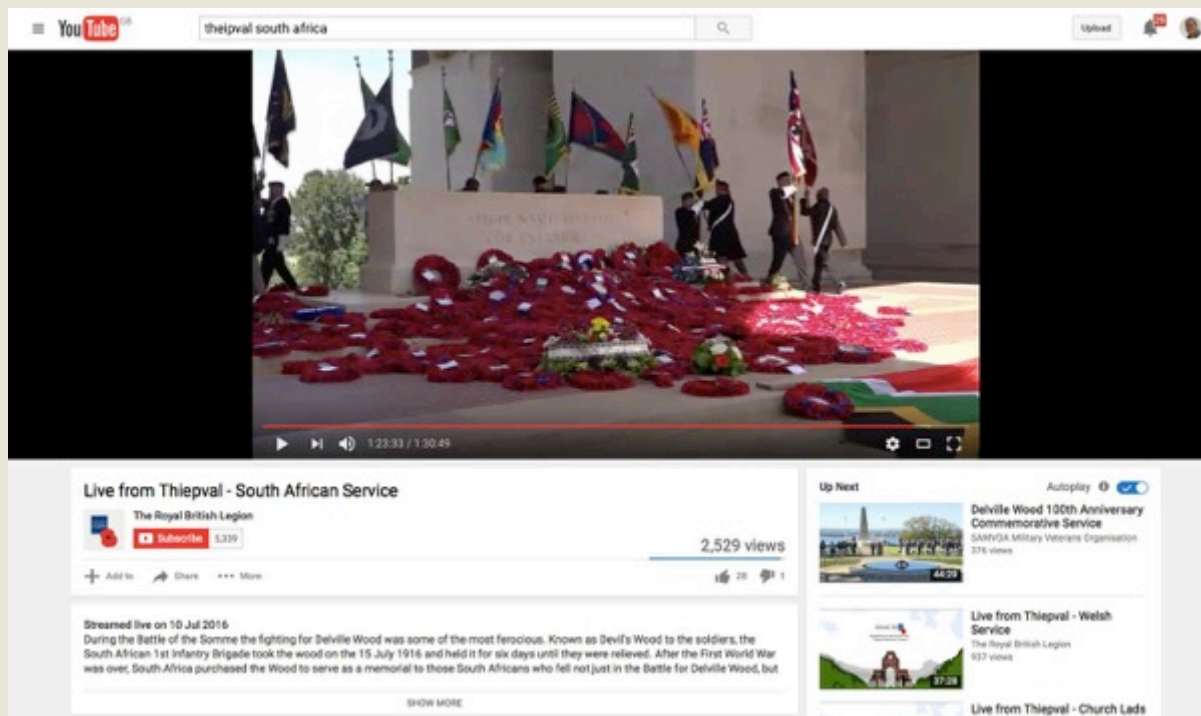 YouTube GB
theipval south africa
Upload
29
1:23:33 / 1:30:49
Live from Thiepval - South African Service
The Royal British Legion
Subscribe 5,339
2,529 views
Add to Share More
28 1
Streamed live on 10 Jul 2016
During the Battle of the Somme the fighting for Delville Wood was some of the most ferocious. Known as Devil's Wood to the soldiers, the
South African 1st Infantry Brigade took the wood on the 15 July 1916 and held it for six days until they were relieved. After the First World War
was over, South Africa purchased the Wood to serve as a memorial to those South Africans who fell not just in the Battle for Delville Wood, but
SHOW MORE
Up Next
Autoplay
Delville Wood 100th Anniversary
Commemorative Service
SAMVOA Military Veterans Organisation
376 views
44:29
Live from Thiepval - Welsh
Service
The Royal British Legion
937 views
37:28
Live from Thiepval - Church Lads